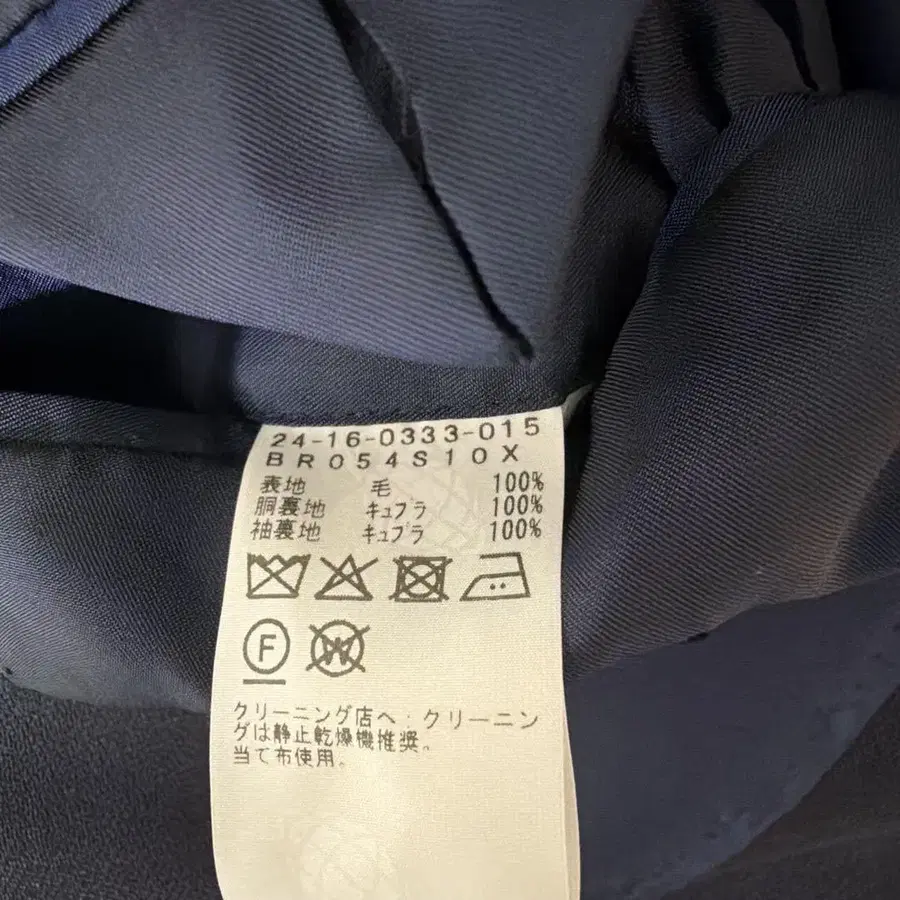 24-16-0333-015
BR054S10X
表地 毛 100%
胴裏地 キュプラ 100%
袖裏地 キュプラ 100%
F W
クリーニング店へ：クリーニン
グは静止乾燥機推奨。
当て布使用。